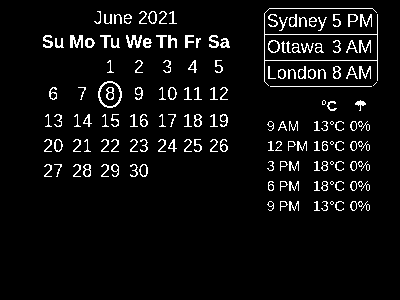 June 2021
Su Mo Tu We Th Fr Sa
1 2 3 4 5
6 7 8 9 10 11 12
13 14 15 16 17 18 19
20 21 22 23 24 25 26
27 28 29 30
Sydney 5 PM
Ottawa 3 AM
London 8 AM
°C ☂
9 AM 13°C 0%
12 PM 16°C 0%
3 PM 18°C 0%
6 PM 18°C 0%
9 PM 13°C 0%